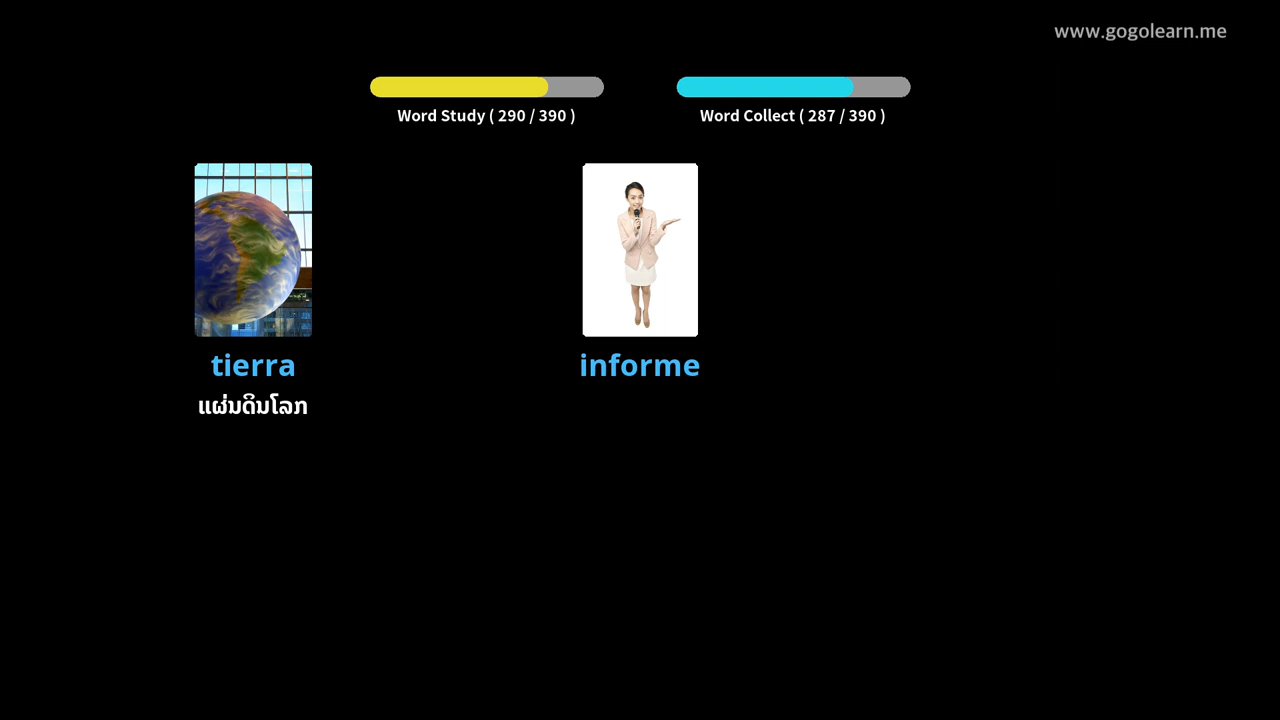 www.gogolearn.me
Word Study ( 290 / 390 )
Word Collect ( 287 / 390 )
tierra
ແຜ່ນດິນໂລກ
informe